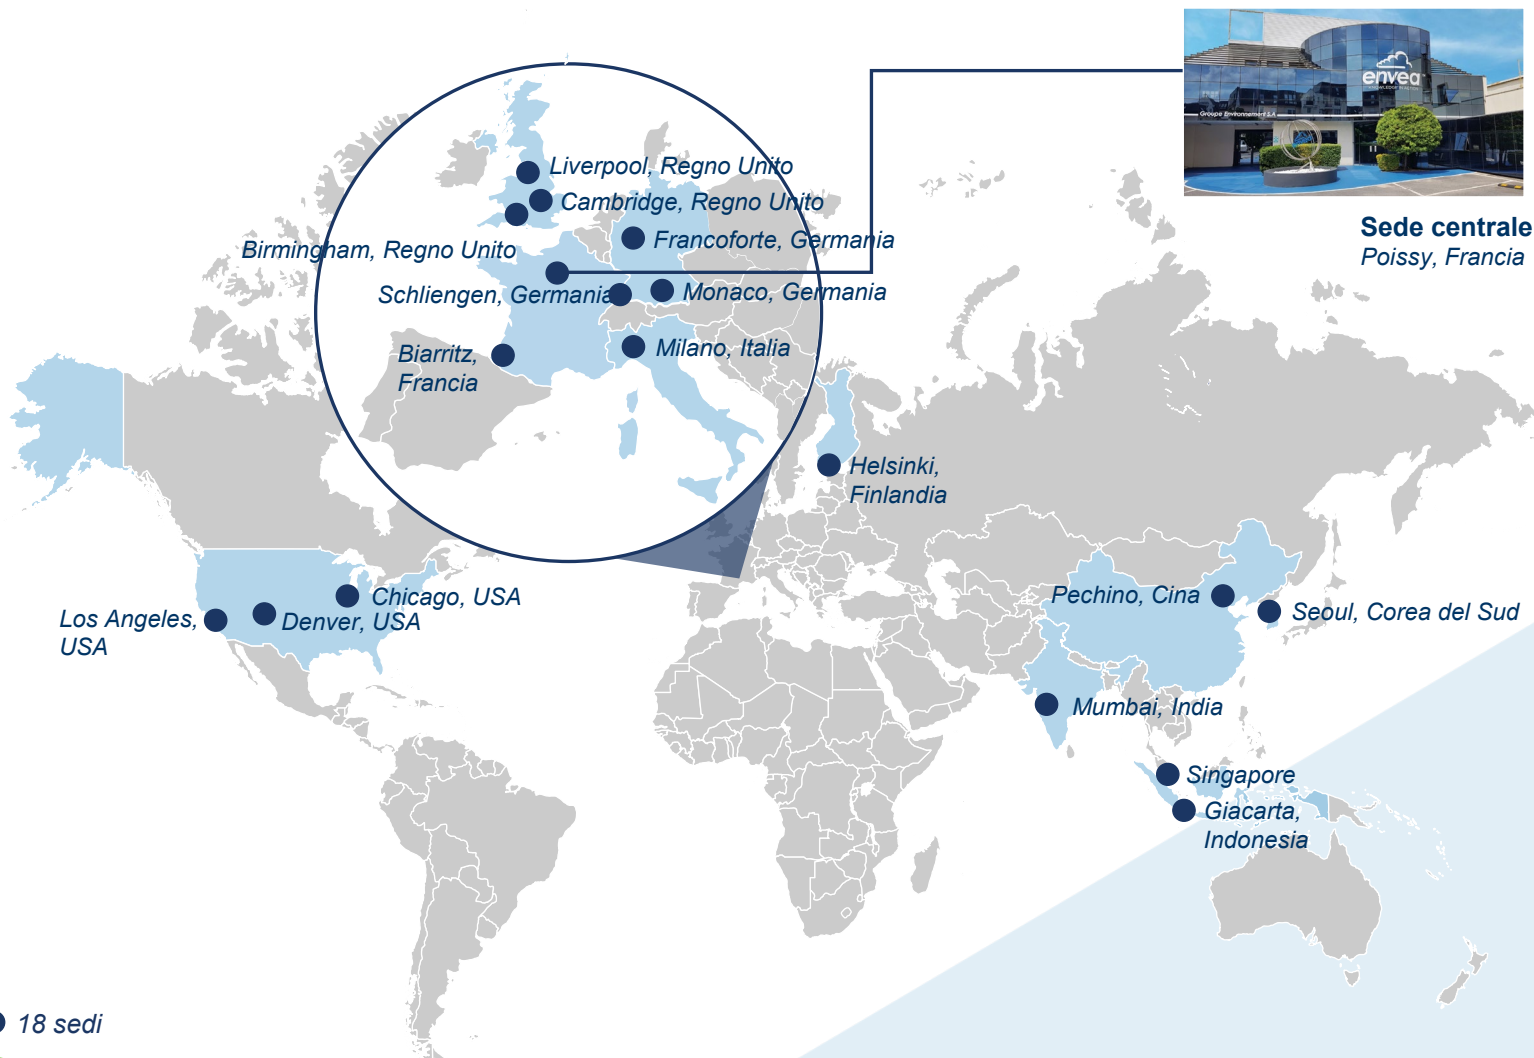 envea
Groupe Environnement S.A
Sede centrale
Poissy, Francia
Liverpool, Regno Unito
Cambridge, Regno Unito
Birmingham, Regno Unito
Francoforte, Germania
Schliengen, Germania
Monaco, Germania
Biarritz,
Francia
Milano, Italia
Helsinki,
Finlandia
Los Angeles,
USA
Denver, USA
Chicago, USA
Pechino, Cina
Seoul, Corea del Sud
Mumbai, India
Singapore
Giacarta,
Indonesia
18 sedi